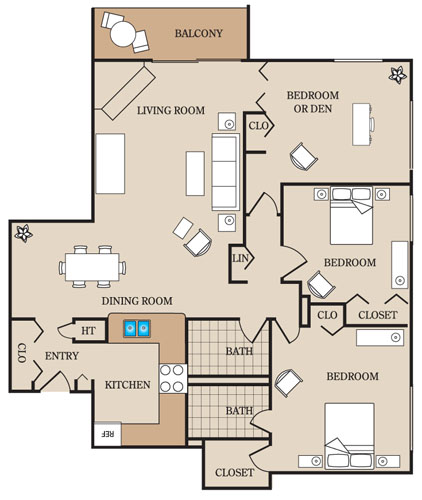 BALCONY
LIVING ROOM
BEDROOM
OR DEN
CLO
LIN
BEDROOM
DINING ROOM
CLO
CLOSET
HT
CLO
ENTRY
BATH
KITCHEN
BEDROOM
BATH
REF
CLOSET